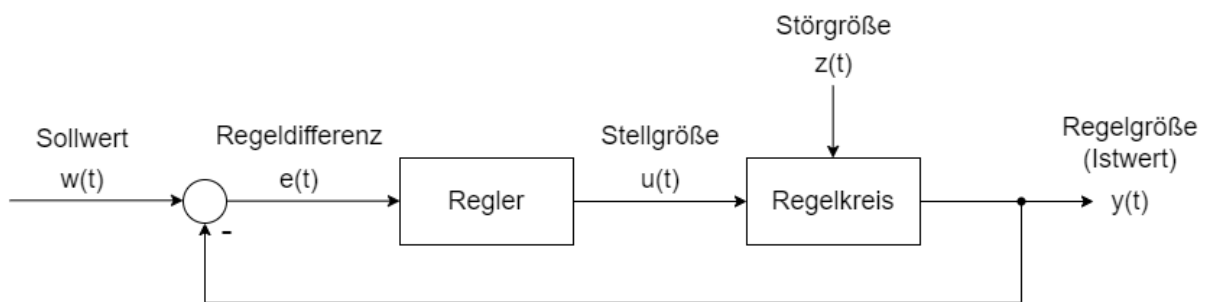 Störgröße
z(t)
Sollwert
w(t)
Regeldifferenz
e(t)
Regler
Stellgröße
u(t)
Regelkreis
Regelgröße
(Istwert)
y(t)
-